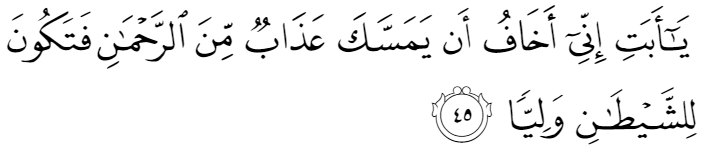 يَـٰٓأَبَتِ إِنِّىٓ أَخَافُ أَن يَمَسَّكَ عَذَابٌ مِّنَ ٱلرَّحْمَـٰنِ فَتَكُونَ
لِلشَّيْطَـٰنِ وَلِيًّا ٤٥